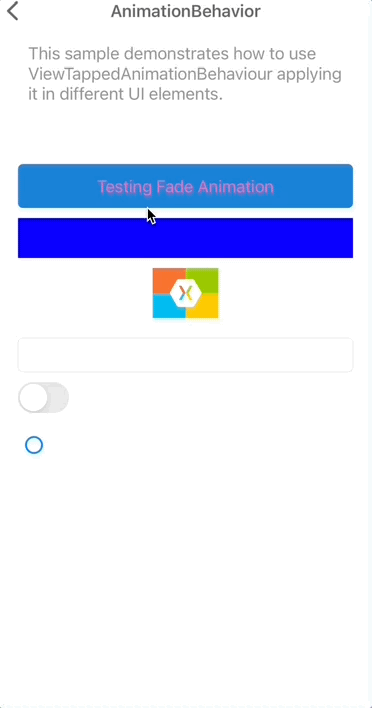 AnimationBehavior
This sample demonstrates how to use
ViewTappedAnimationBehaviour applying
it in different UI elements.
Testing Fade Animation